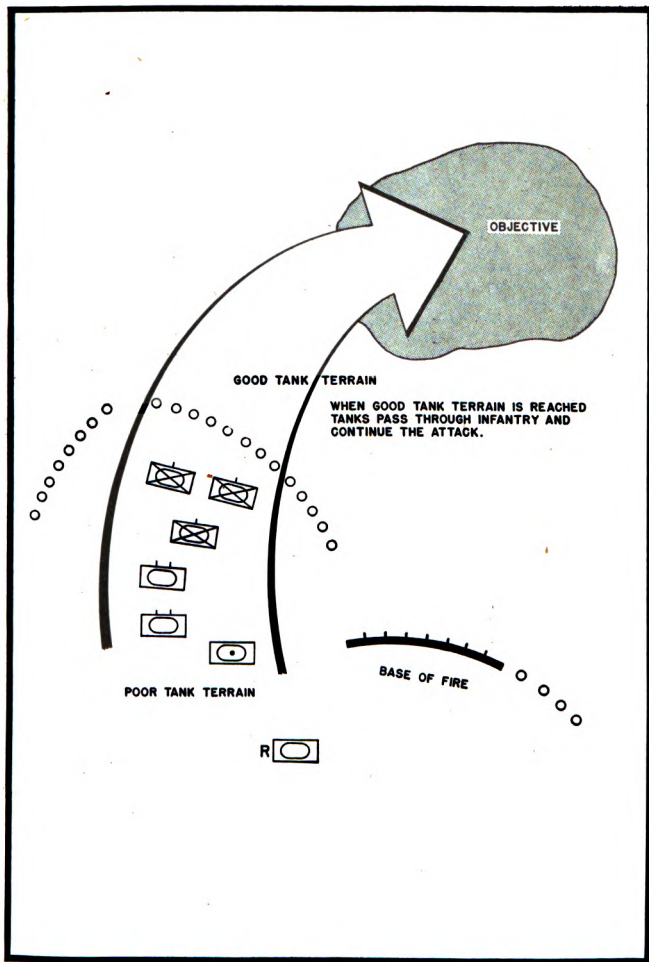 OBJECTIVE
GOOD TANK TERRAIN
WHEN GOOD TANK TERRAIN IS REACHED
TANKS PASS THROUGH INFANTRY AND
CONTINUE THE ATTACK.
BASE OF FIRE
POOR TANK TERRAIN
R